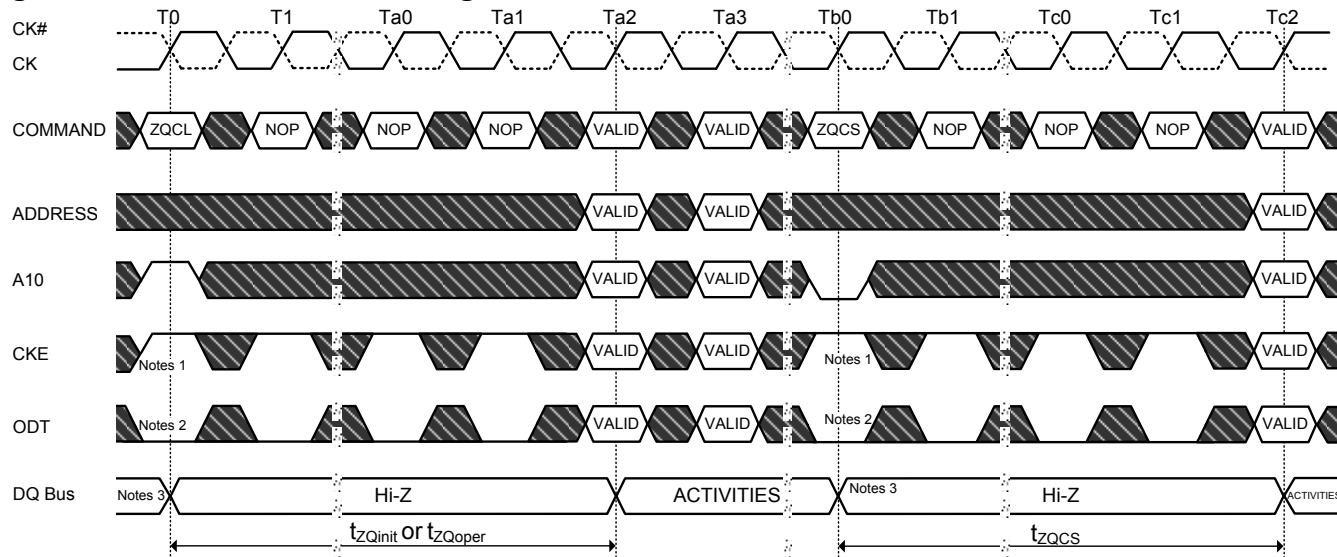 T0 T1 Ta0 Ta1 Ta2 Ta3 Tb0 Tb1 Tc0 Tc1 Tc2
CK#
CK
COMMAND ZQCL NOP NOP NOP VALID VALID ZQCS NOP NOP NOP VALID
ADDRESS VALID VALID VALID
A10 VALID VALID VALID
CKE Notes 1 VALID VALID Notes 1 VALID
ODT Notes 2 VALID VALID Notes 2 VALID
DQ Bus Notes 3 Hi-Z ACTIVITIES Notes 3 Hi-Z ACTIVITIES
tZQinit or tZQoper tZQCS